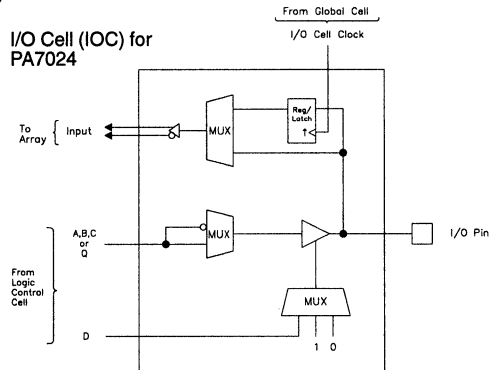 From Global Cell
I/O Cell Clock
I/O Cell (IOC) for
PA7024
Reg/
Latch
To
Array
Input
MUX
A,B,C
or
Q
MUX
I/O Pin
From
Logic
Control
Cell
MUX
D
1 0